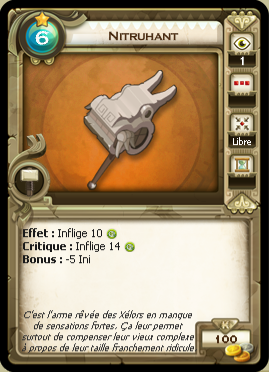 Nitruhant
6
1
Libre
Effet : Inflige 10
Critique : Inflige 14
Bonus : -5 Ini
C'est l'arme rêvée des Xélors en manque
de sensations fortes. Ça leur permet
surtout de compenser leur vieux complexe
à propos de leur taille franchement ridicule
K
100